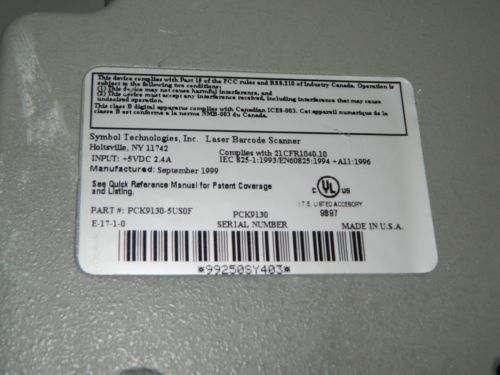 This device complies with Part 15 of the FCC rules and RSS-210 of Industry Canada. Operation is
subject to the following two conditions:
(1) This device may not cause harmful interference, and
(2) This device must accept any interference received, including interference that may cause
undesired operation.
This class B digital apparatus complies with Canadian ICES-003. Cet appareil numerique de la
classe B est conforme a la norme NMB-003 du Canada.
Symbol Technologies, Inc. Laser Barcode Scanner
Holtsville, NY 11742 Complies with 21CFR1040.10
INPUT: +5VDC 2.4A IEC 825-1:1993/EN60825:1994 +A11:1996
Manufactured: September 1999
See Quick Reference Manual for Patent Coverage
and Listing.
UL
I.T.E. LISTED ACCESORY
98B7
PART #: PCK9130-5US0F PCK9130
E-17-1-0 SERIAL NUMBER MADE IN U.S.A.
*99250SY403*